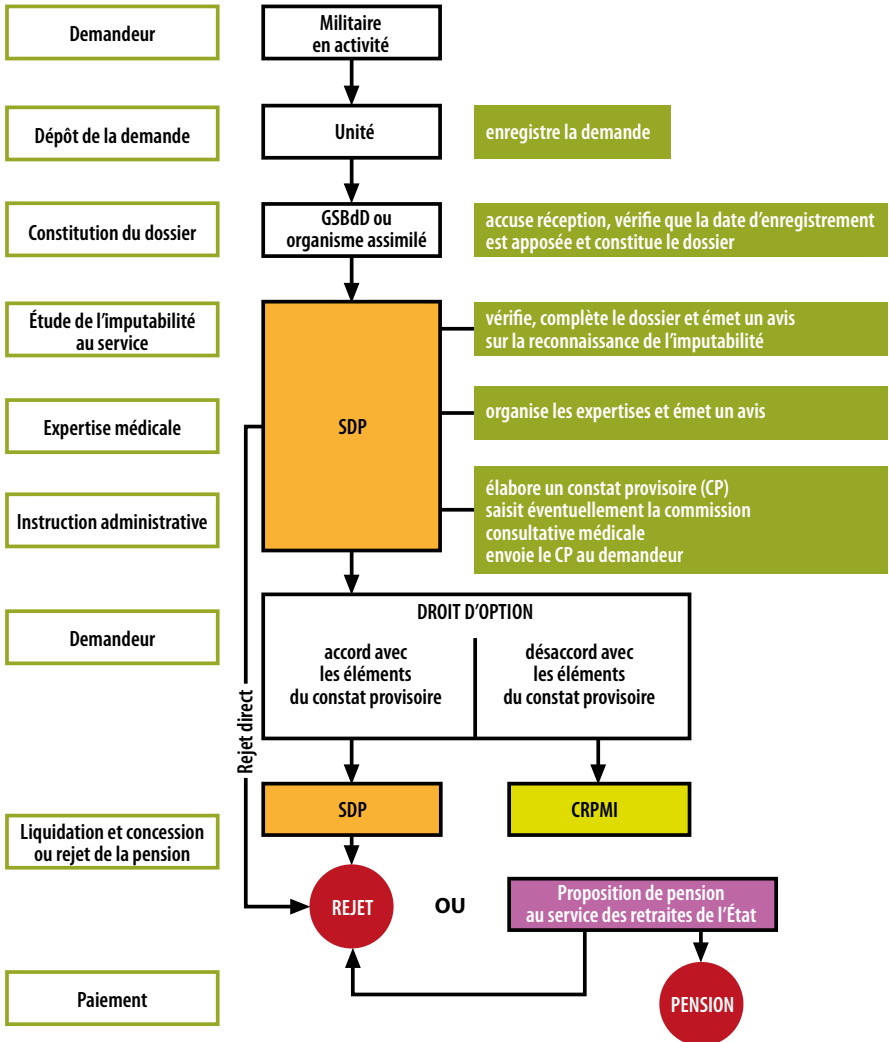 Demandeur
Militaire
en activité
Dépôt de la demande
Unité
enregistre la demande
Constitution du dossier
GSBdD ou
organisme assimilé
accuse réception, vérifie que la date d'enregistrement
est apposée et constitue le dossier
Étude de l'imputabilité
au service
SDP
vérifie, complète le dossier et émet un avis
sur la reconnaissance de l'imputabilité
Expertise médicale
organise les expertises et émet un avis
Instruction administrative
élabore un constat provisoire (CP)
saisit éventuellement la commission
consultative médicale
envoie le CP au demandeur
Demandeur
DROIT D'OPTION
accord avec
les éléments
du constat provisoire
désaccord avec
les éléments
du constat provisoire
Rejet direct
SDP
CRPMI
Liquidation et concession
ou rejet de la pension
REJET
OU
Proposition de pension
au service des retraites de l'État
Paiement
PENSION